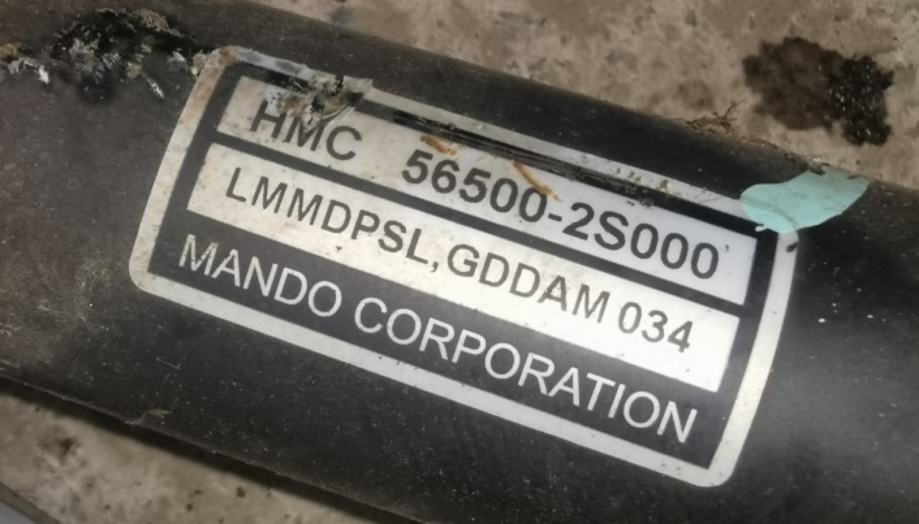 HMC 56500-2S000
LMMDPSL,GDDAM 034
MANDO CORPORATION